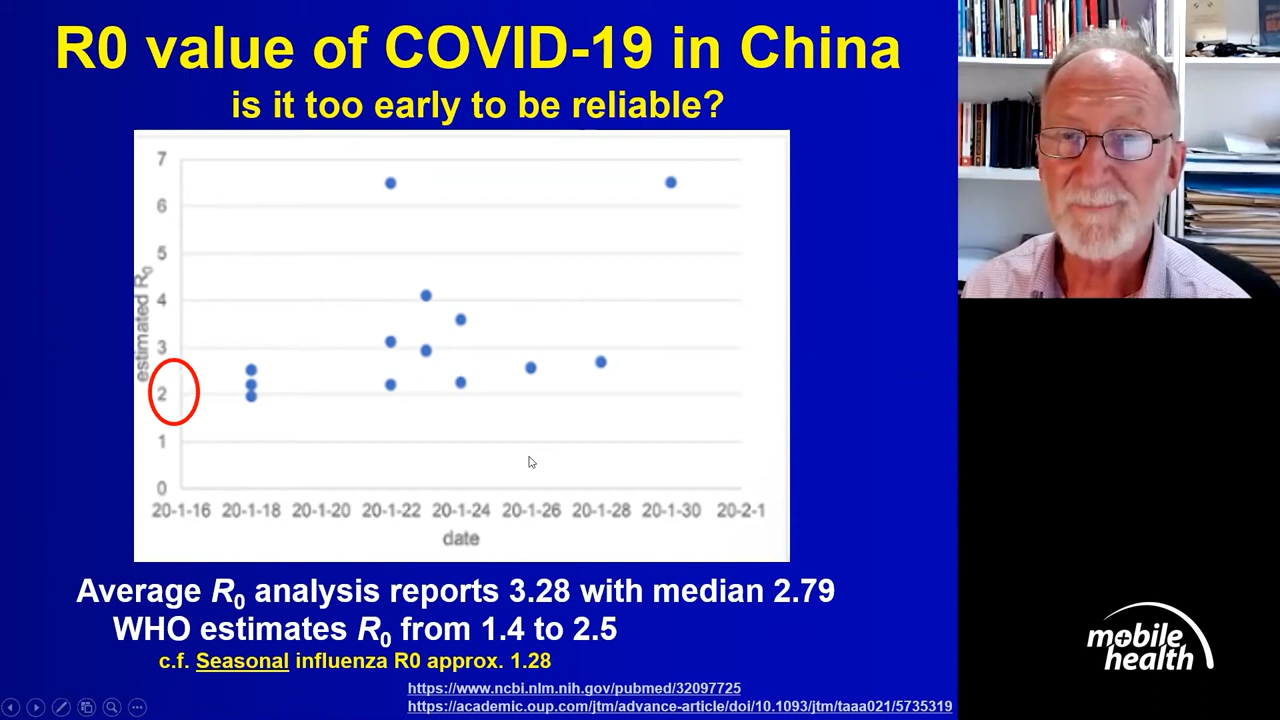 R0 value of COVID-19 in China
is it too early to be reliable?
7
6
5
4
3
2
1
0
estimated R₀
20-1-16 20-1-18 20-1-20 20-1-22 20-1-24 20-1-26 20-1-28 20-1-30 20-2-1
date
Average R₀ analysis reports 3.28 with median 2.79
WHO estimates R₀ from 1.4 to 2.5
c.f. Seasonal influenza R0 approx. 1.28
https://www.ncbi.nlm.nih.gov/pubmed/32097725
https://academic.oup.com/jtm/advance-article/doi/10.1093/jtm/taaa021/5735319
mobile
health